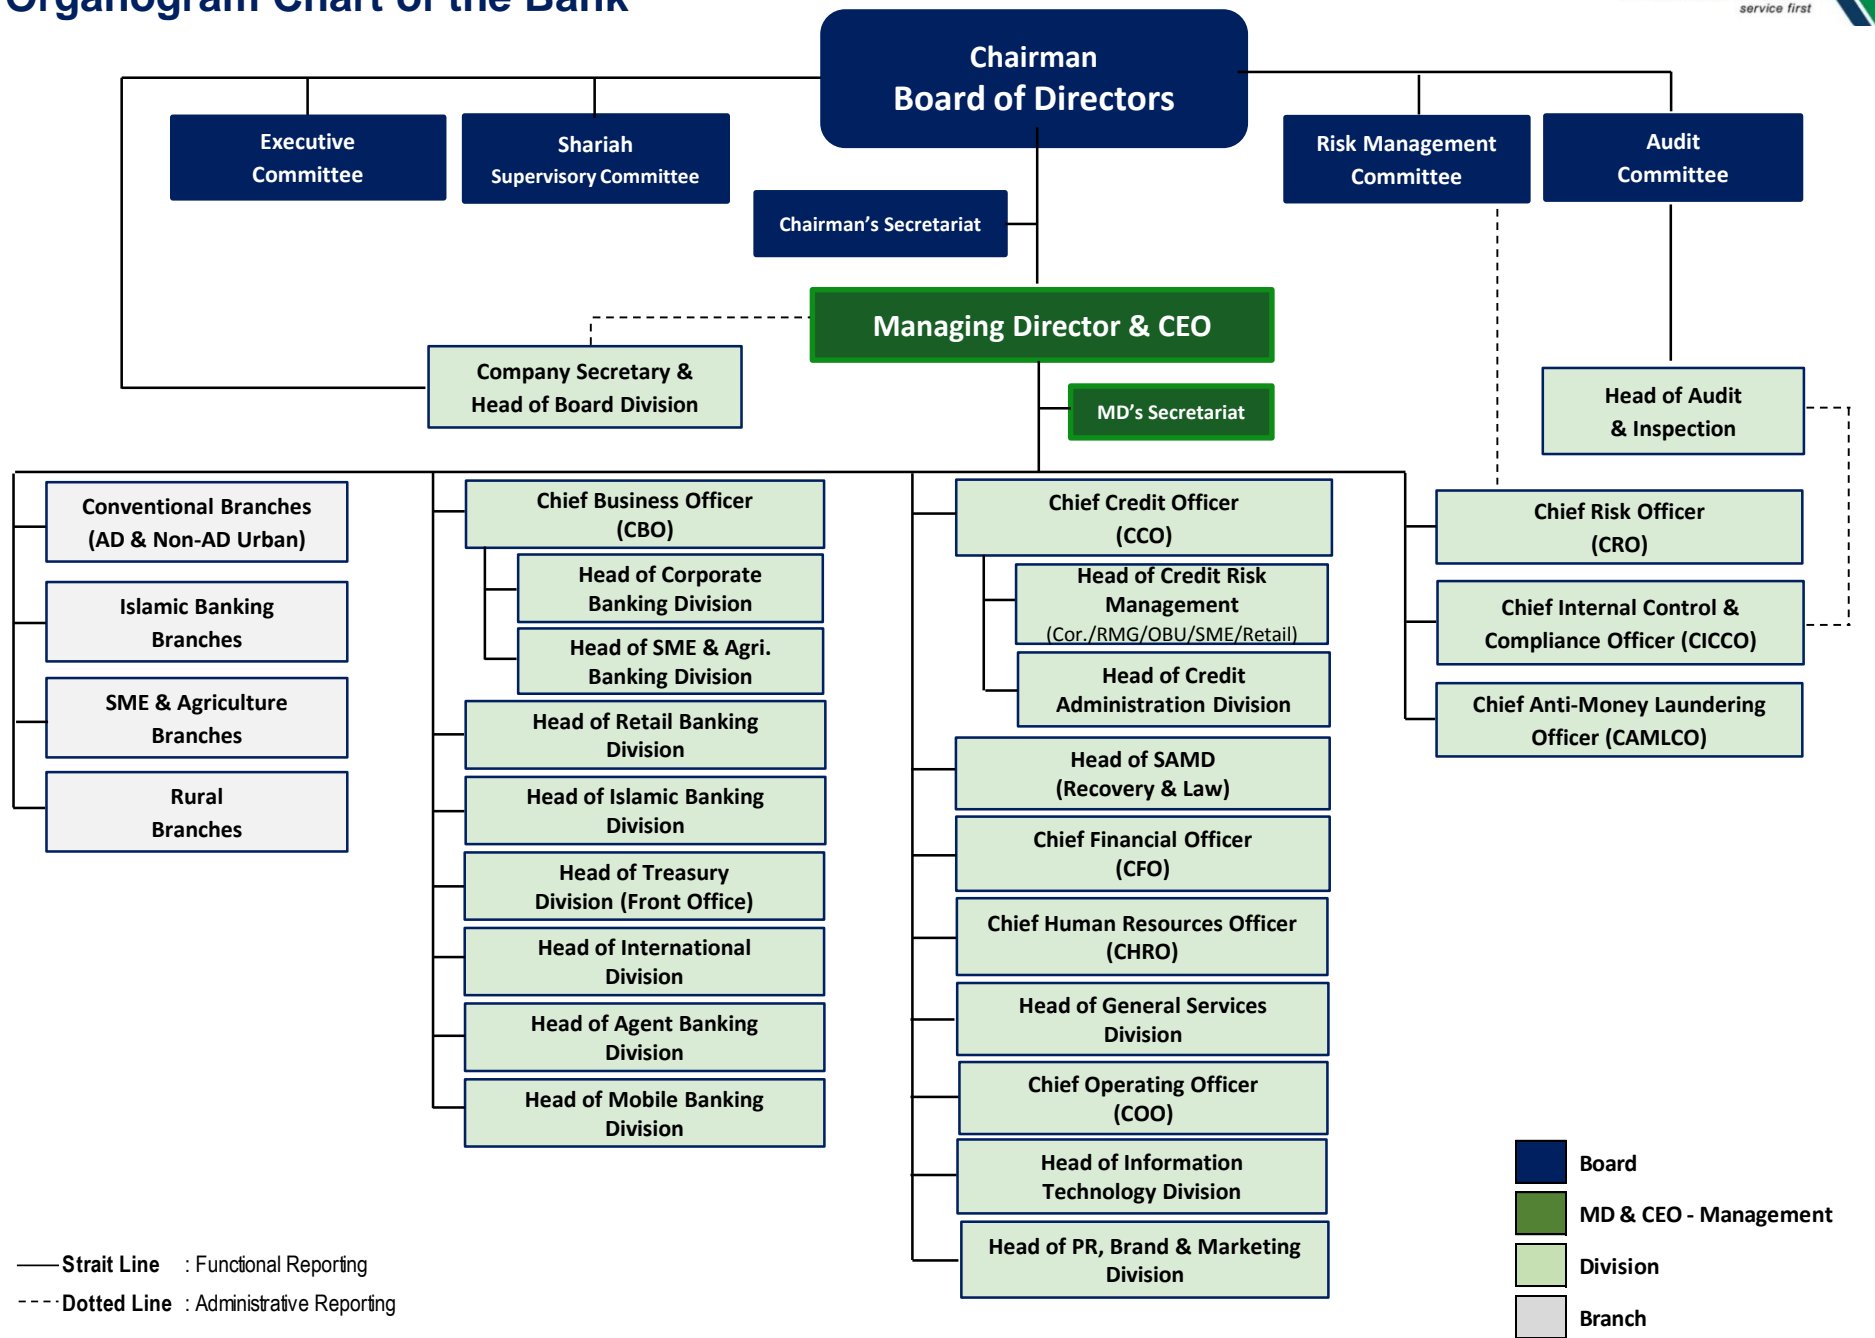 Organogram Chart of the Bank
service first
Chairman
Board of Directors
Executive
Committee
Shariah
Supervisory Committee
Risk Management
Committee
Audit
Committee
Chairman's Secretariat
Managing Director & CEO
Company Secretary &
Head of Board Division
MD's Secretariat
Head of Audit
& Inspection
Conventional Branches
(AD & Non-AD Urban)
Islamic Banking
Branches
SME & Agriculture
Branches
Rural
Branches
Chief Business Officer
(CBO)
Head of Corporate
Banking Division
Head of SME & Agri.
Banking Division
Head of Retail Banking
Division
Head of Islamic Banking
Division
Head of Treasury
Division (Front Office)
Head of International
Division
Head of Agent Banking
Division
Head of Mobile Banking
Division
Chief Credit Officer
(CCO)
Head of Credit Risk
Management
(Cor./RMG/OBU/SME/Retail)
Head of Credit
Administration Division
Head of SAMD
(Recovery & Law)
Chief Financial Officer
(CFO)
Chief Human Resources Officer
(CHRO)
Head of General Services
Division
Chief Operating Officer
(COO)
Head of Information
Technology Division
Head of PR, Brand & Marketing
Division
Chief Risk Officer
(CRO)
Chief Internal Control &
Compliance Officer (CICCO)
Chief Anti-Money Laundering
Officer (CAMLCO)
Strait Line : Functional Reporting
Dotted Line : Administrative Reporting
Board
MD & CEO - Management
Division
Branch